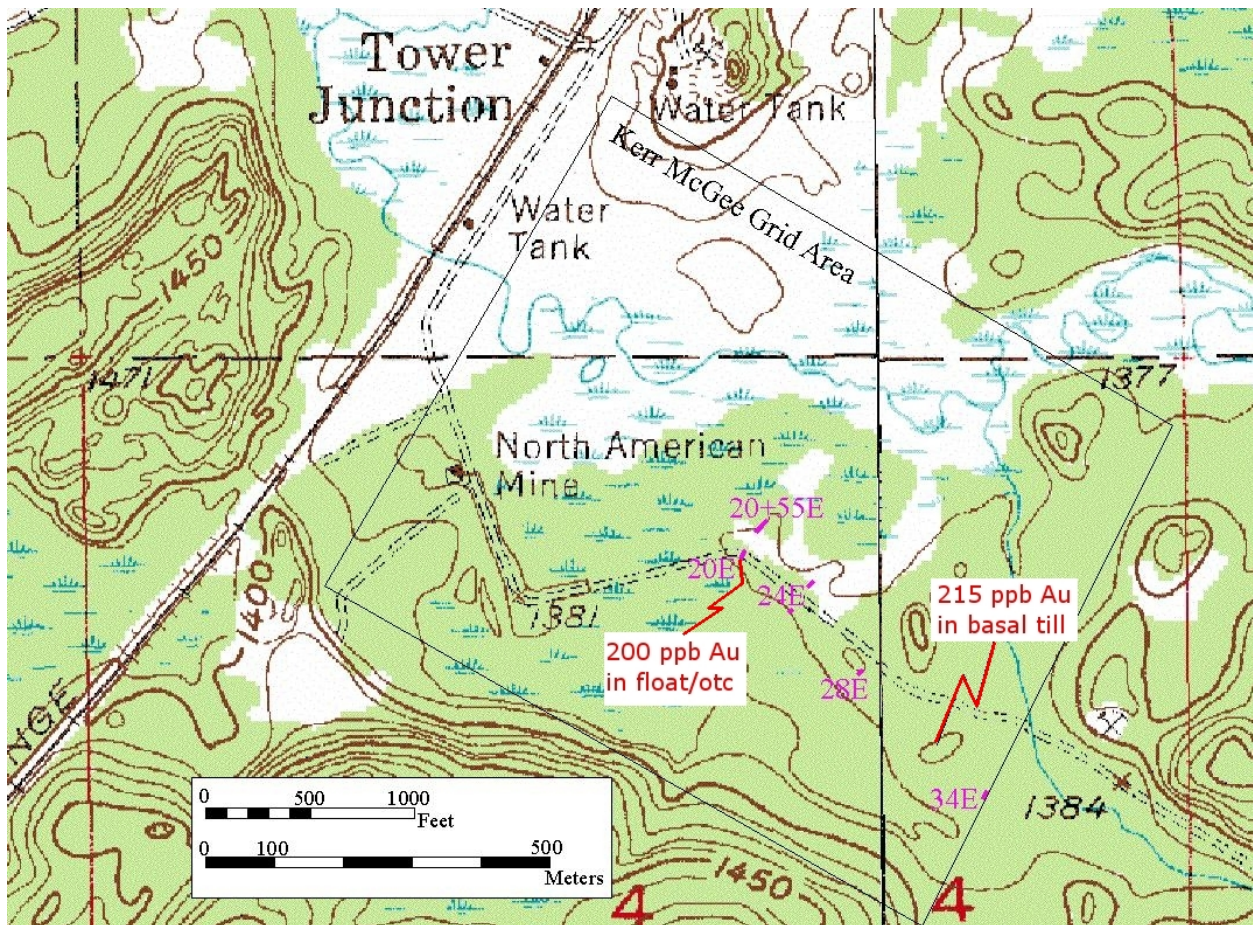 Tower
Junction
Water Tank
Kerr McGee Grid Area
Water
Tank
1450
1471
1377
North American
Mine
20+55E
20E
24E
1400
1381
215 ppb Au
in basal till
200 ppb Au
in float/otc
28E
NGE
34E
1384
0 500 1000
Feet
0 100 500
Meters
1450
4
4